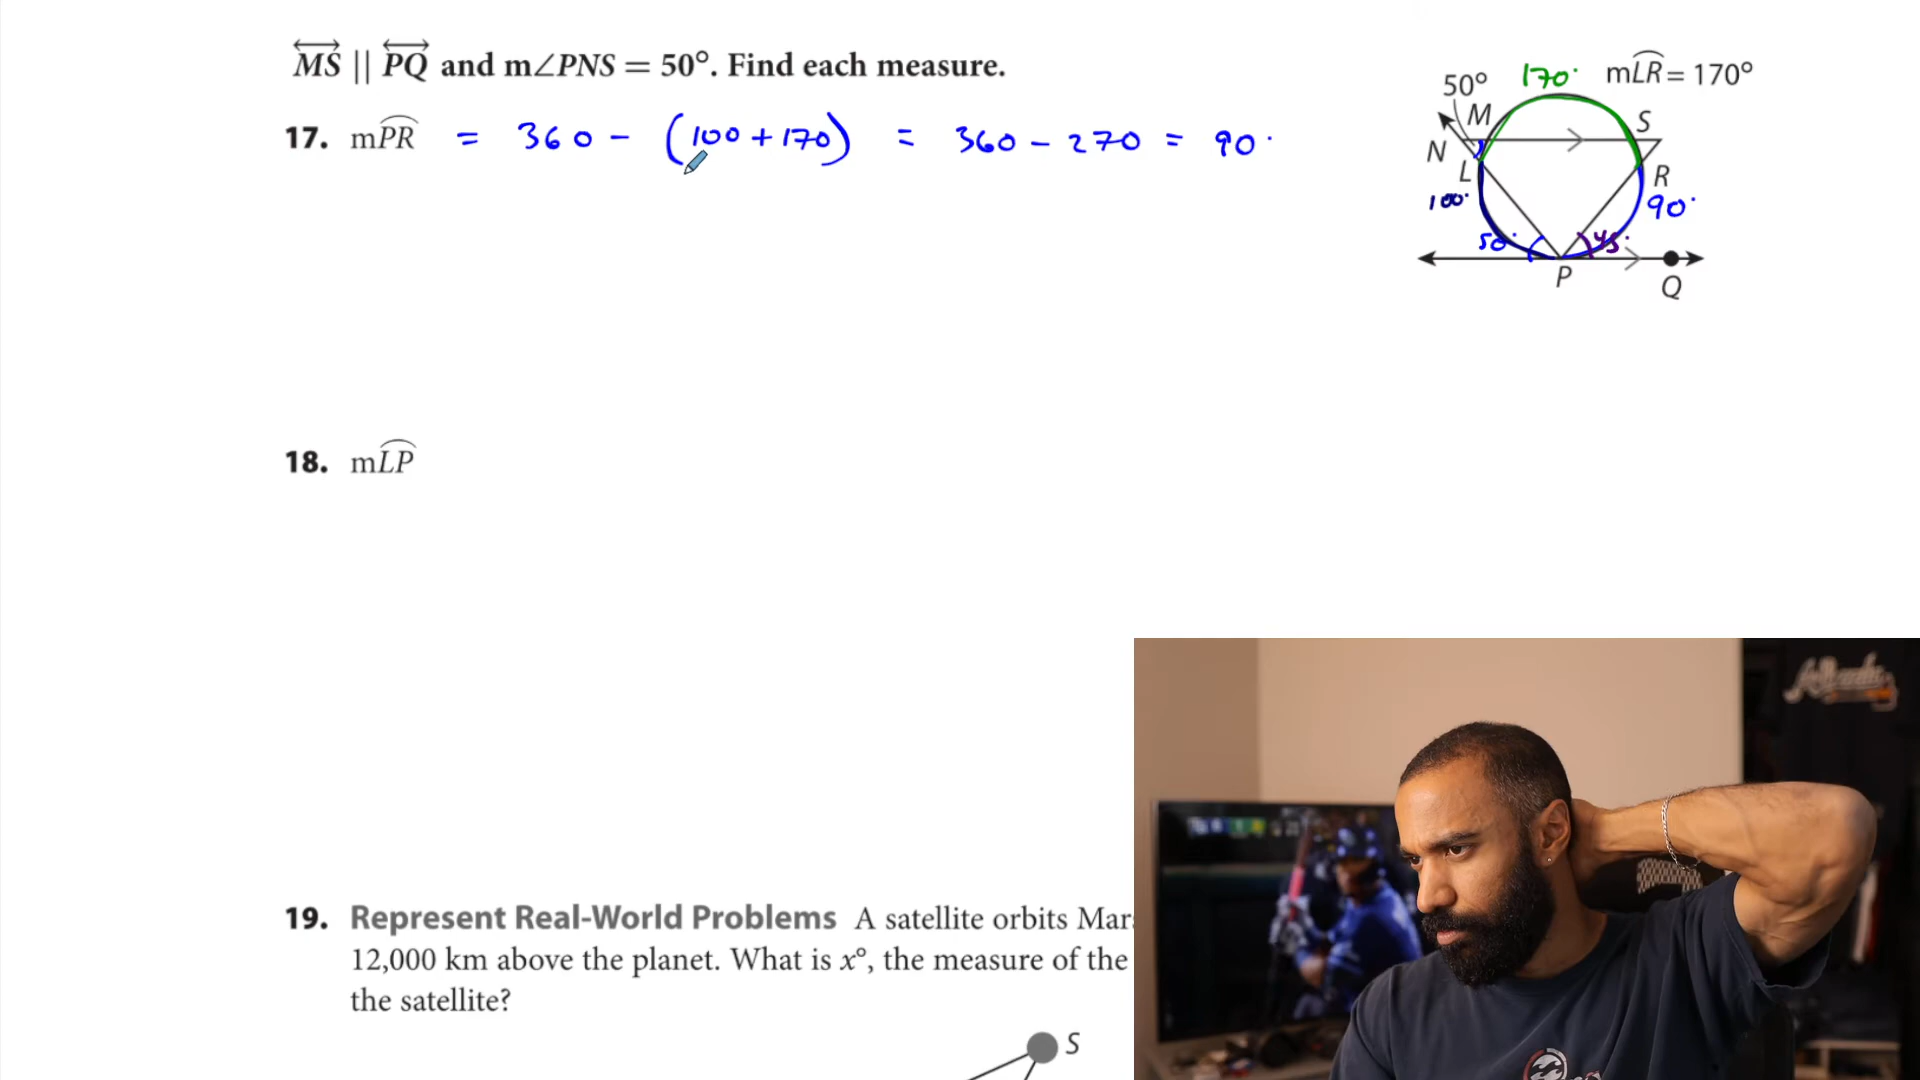 MS || PQ and m∠PNS = 50°. Find each measure.
17. mPR = 360 - (100 + 170) = 360 - 270 = 90°
50° 170° mLR = 170°
M S
N L R
100° 90°
50° 45°
P Q
18. mLP
19. Represent Real-World Problems A satellite orbits Mar
12,000 km above the planet. What is x°, the measure of the
the satellite?
S